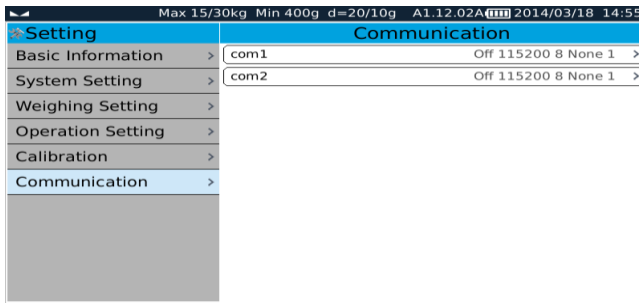 Max 15/30kg Min 400g d=20/10g A1.12.02A 2014/03/18 14:55
Setting
Communication
Basic Information >
System Setting >
Weighing Setting >
Operation Setting >
Calibration >
Communication >
com1 Off 115200 8 None 1 >
com2 Off 115200 8 None 1 >